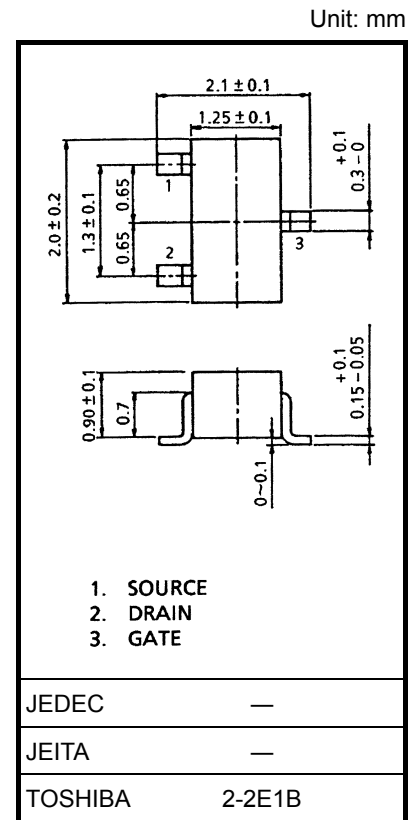 Unit: mm
2.1 ± 0.1
1.25 ± 0.1
+0.1
0.3 – 0
2.0 ± 0.2
1.3 ± 0.1
0.65
0.65
1
2
3
0.90 ± 0.1
0.7
+0.1
0.15 – 0.05
0~0.1
1. SOURCE
2. DRAIN
3. GATE
JEDEC —
JEITA —
TOSHIBA 2-2E1B